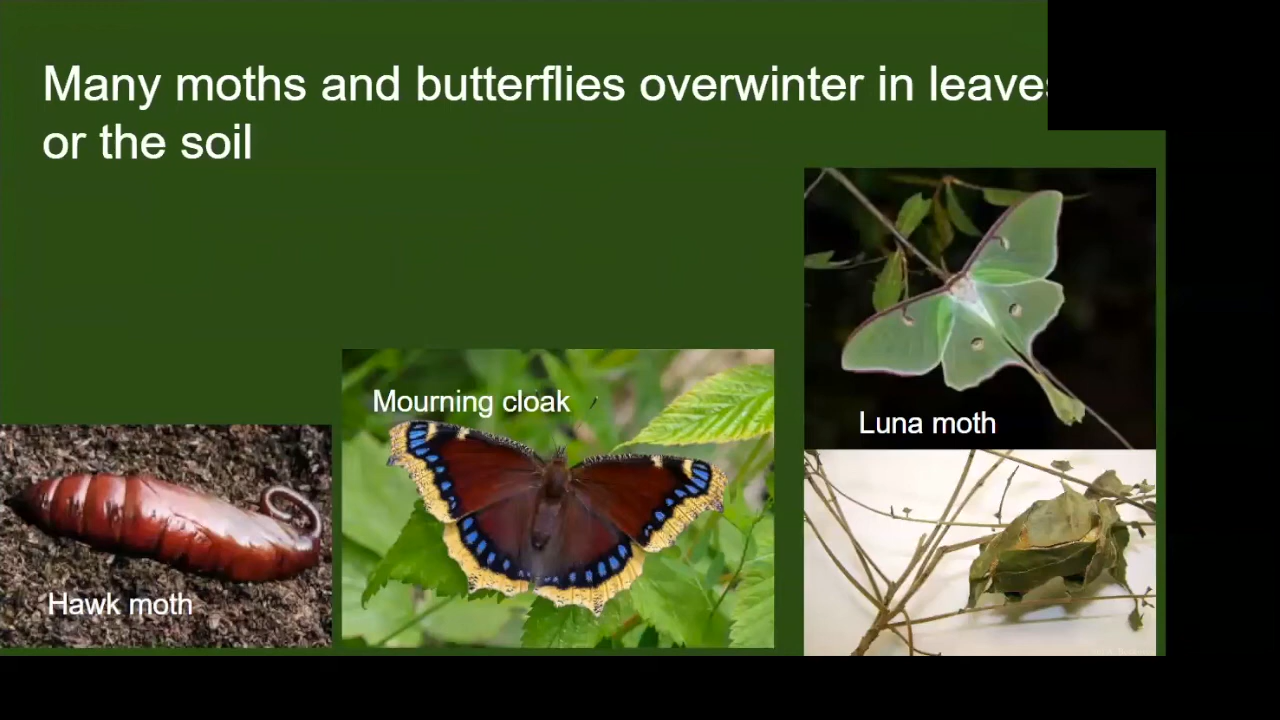 Many moths and butterflies overwinter in leaves
or the soil
Mourning cloak
Luna moth
Hawk moth